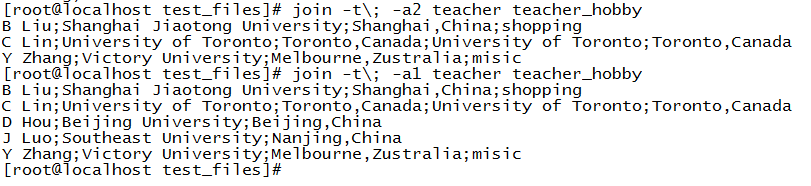 [root@localhost test_files]# join -t\; -a2 teacher teacher_hobby
B Liu;Shanghai Jiaotong University;Shanghai,China;shopping
C Lin;University of Toronto;Toronto,Canada;University of Toronto;Toronto,Canada
Y Zhang;Victory University;Melbourne,Zustralia;misic
[root@localhost test_files]# join -t\; -a1 teacher teacher_hobby
B Liu;Shanghai Jiaotong University;Shanghai,China;shopping
C Lin;University of Toronto;Toronto,Canada;University of Toronto;Toronto,Canada
D Hou;Beijing University;Beijing,China
J Luo;Southeast University;Nanjing,China
Y Zhang;Victory University;Melbourne,Zustralia;misic
[root@localhost test_files]#